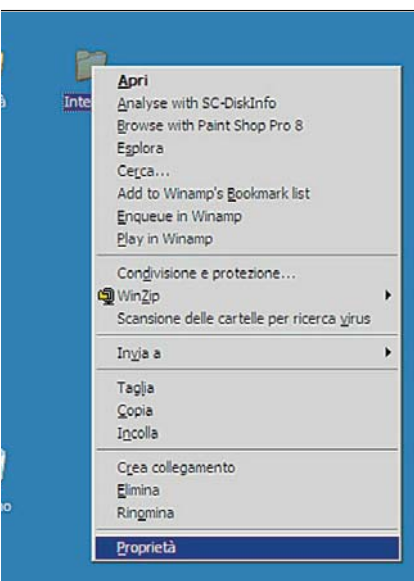 Inte
Apri
Analyse with SC-DiskInfo
Browse with Paint Shop Pro 8
Esplora
Cerca...
Add to Winamp's Bookmark list
Enqueue in Winamp
Play in Winamp
Condivisione e protezione...
WinZip
Scansione delle cartelle per ricerca virus
Invia a
Taglia
Copia
Incolla
Crea collegamento
Elimina
Rinomina
Proprietà